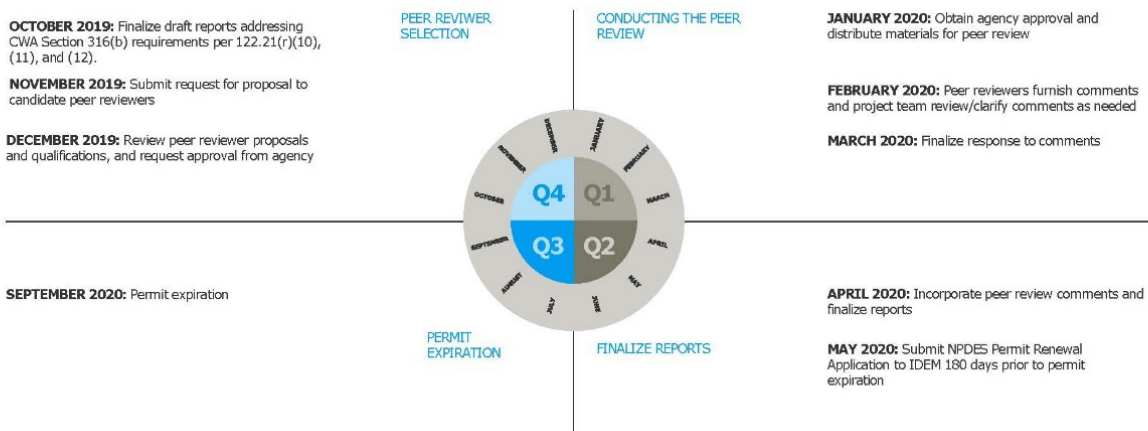 OCTOBER 2019: Finalize draft reports addressing
CWA Section 316(b) requirements per 122.21(r)(10),
(11), and (12).
NOVEMBER 2019: Submit request for proposal to
candidate peer reviewers
DECEMBER 2019: Review peer reviewer proposals
and qualifications, and request approval from agency
PEER REVIWER
SELECTION
CONDUCTING THE PEER
REVIEW
JANUARY 2020: Obtain agency approval and
distribute materials for peer review
FEBRUARY 2020: Peer reviewers furnish comments
and project team review/clarify comments as needed
MARCH 2020: Finalize response to comments
DECEMBER
JANUARY
NOVEMBER
FEBRUARY
OCTOBER
MARCH
Q4
Q1
Q3
Q2
SEPTEMBER
APRIL
AUGUST
MAY
JULY
JUNE
SEPTEMBER 2020: Permit expiration
PERMIT
EXPIRATION
FINALIZE REPORTS
APRIL 2020: Incorporate peer review comments and
finalize reports
MAY 2020: Submit NPDES Permit Renewal
Application to IDEM 180 days prior to permit
expiration